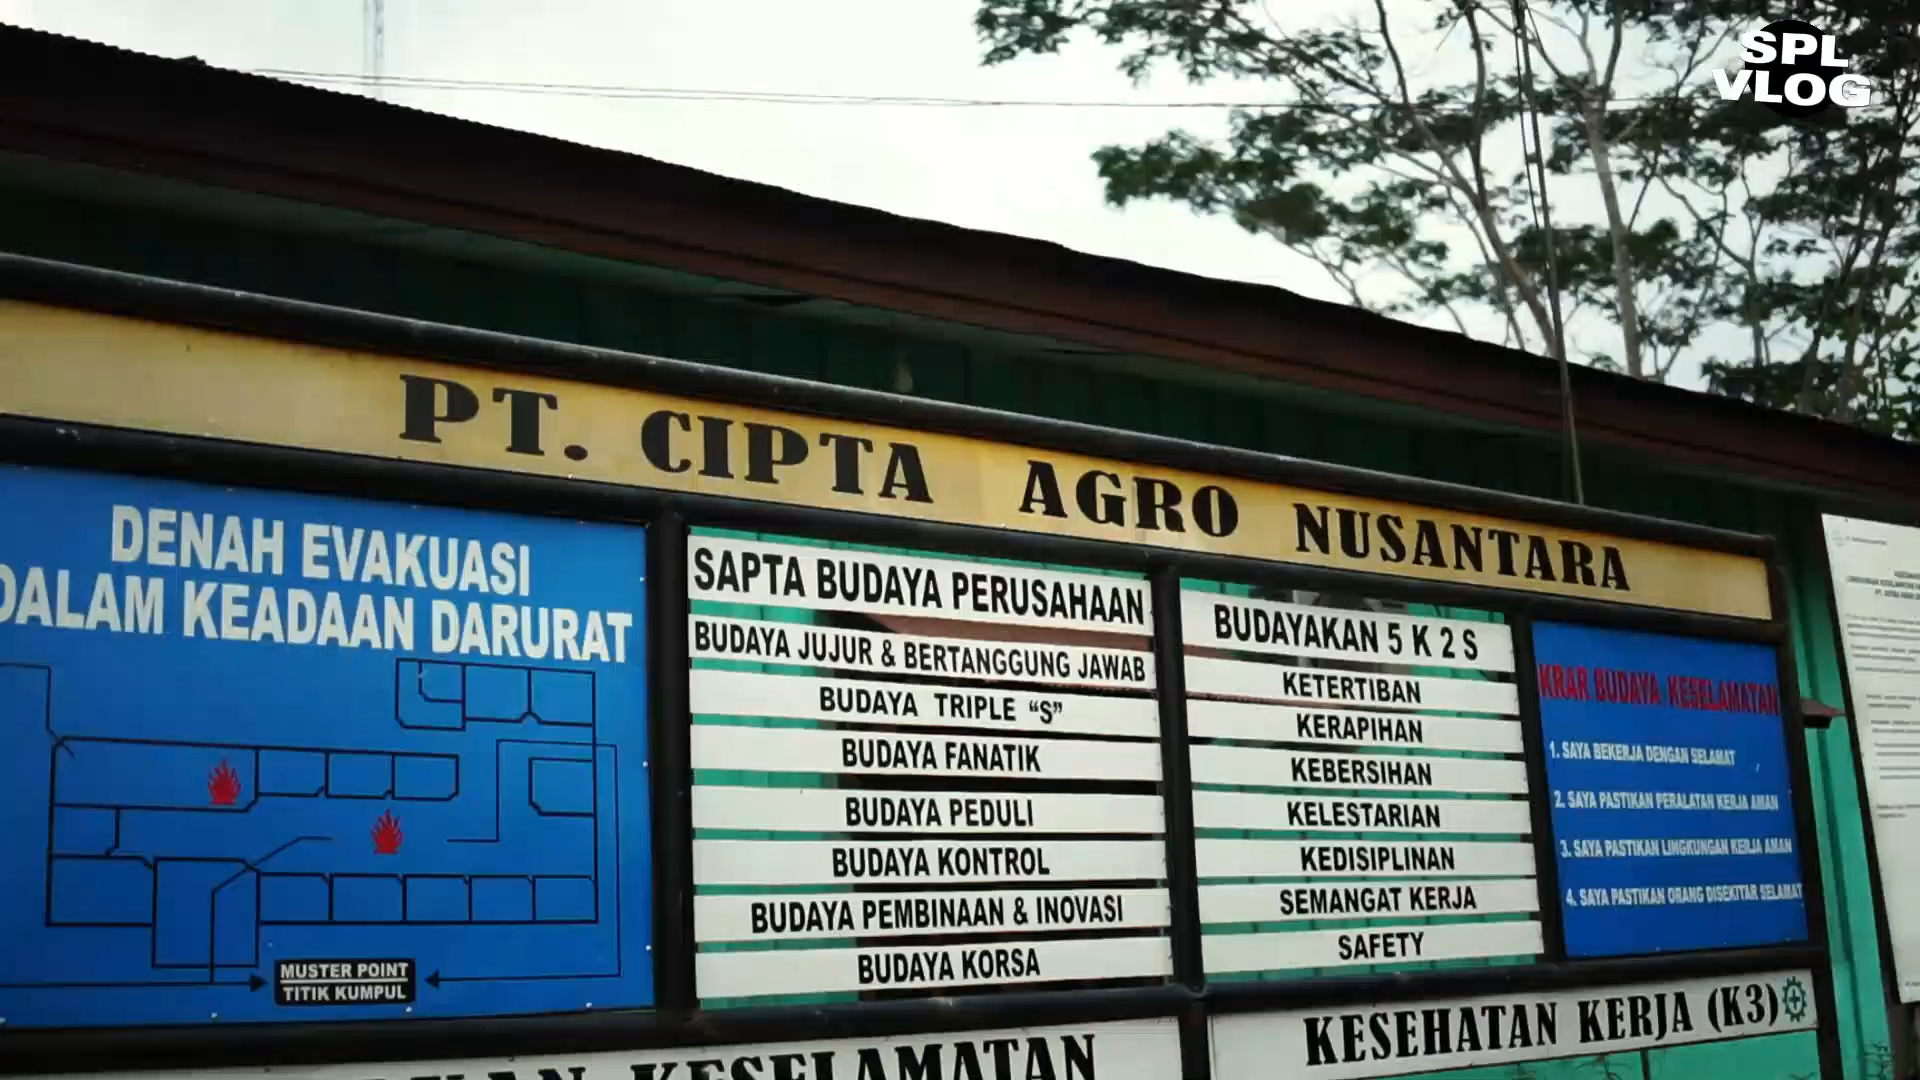 SPL
VLOG
PT. CIPTA AGRO NUSANTARA
DENAH EVAKUASI
DALAM KEADAAN DARURAT
MUSTER POINT
TITIK KUMPUL
SAPTA BUDAYA PERUSAHAAN
BUDAYA JUJUR & BERTANGGUNG JAWAB
BUDAYA TRIPLE “S”
BUDAYA FANATIK
BUDAYA PEDULI
BUDAYA KONTROL
BUDAYA PEMBINAAN & INOVASI
BUDAYA KORSA
BUDAYAKAN 5 K 2 S
KETERTIBAN
KERAPIHAN
KEBERSIHAN
KELESTARIAN
KEDISIPLINAN
SEMANGAT KERJA
SAFETY
KRAR BUDAYA KESELAMATAN
1. SAYA BEKERJA DENGAN SELAMAT
2. SAYA PASTIKAN PERALATAN KERJA AMAN
3. SAYA PASTIKAN LINGKUNGAN KERJA AMAN
4. SAYA PASTIKAN ORANG DISEKITAR SELAMAT
KESELAMATAN
KESEHATAN KERJA (K3)